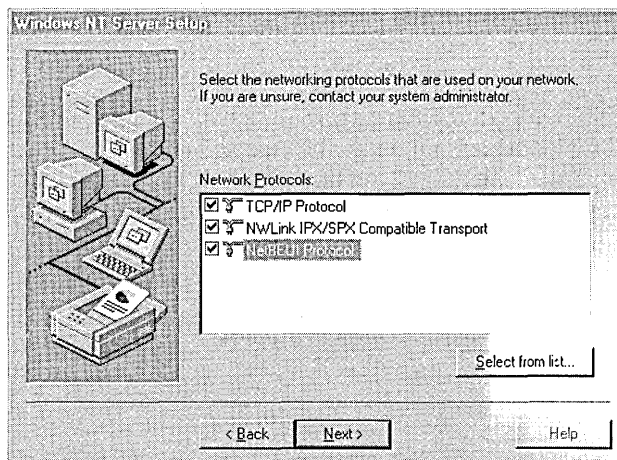 Windows NT Server Setup
Select the networking protocols that are used on your network.
If you are unsure, contact your system administrator.
Network Protocols:
TCP/IP Protocol
NWLink IPX/SPX Compatible Transport
NetBEUI Protocol
Select from list...
< Back
Next >
Help